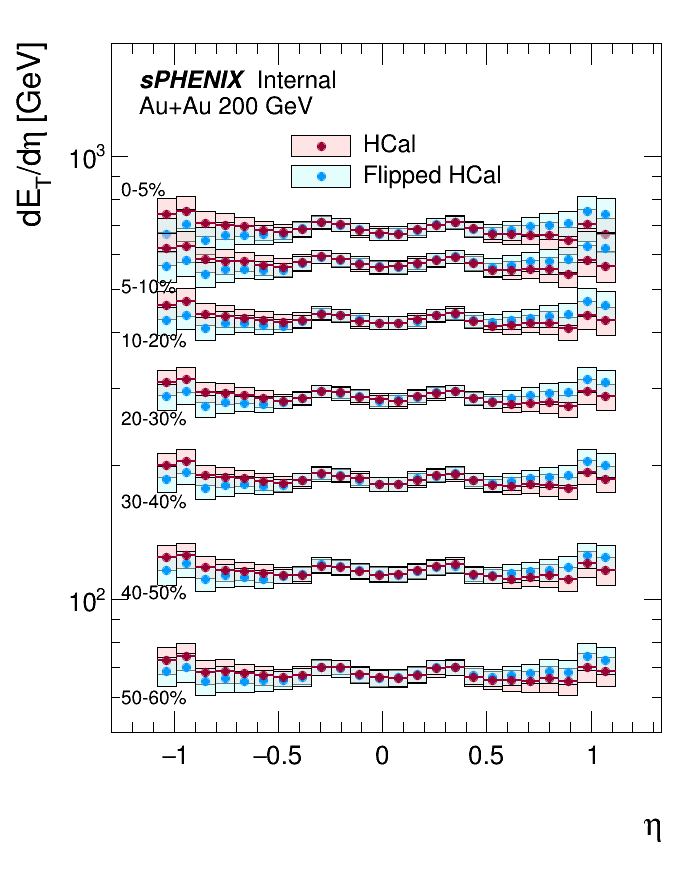 dE_T/dη [GeV]
sPHENIX Internal
Au+Au 200 GeV
HCal
Flipped HCal
10^3
10^2
0-5%
5-10%
10-20%
20-30%
30-40%
40-50%
50-60%
−1 −0.5 0 0.5 1
η